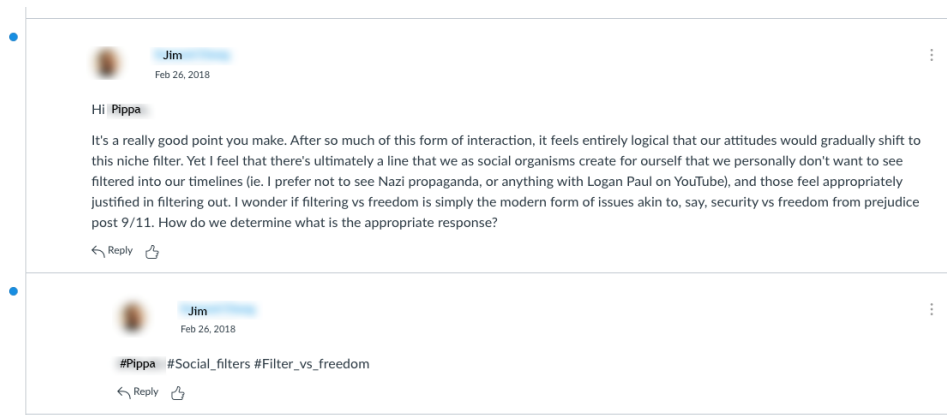 Jim
Feb 26, 2018
Hi Pippa
It's a really good point you make. After so much of this form of interaction, it feels entirely logical that our attitudes would gradually shift to
this niche filter. Yet I feel that there's ultimately a line that we as social organisms create for ourself that we personally don't want to see
filtered into our timelines (ie. I prefer not to see Nazi propaganda, or anything with Logan Paul on YouTube), and those feel appropriately
justified in filtering out. I wonder if filtering vs freedom is simply the modern form of issues akin to, say, security vs freedom from prejudice
post 9/11. How do we determine what is the appropriate response?
Reply
Jim
Feb 26, 2018
#Pippa #Social_filters #Filter_vs_freedom
Reply